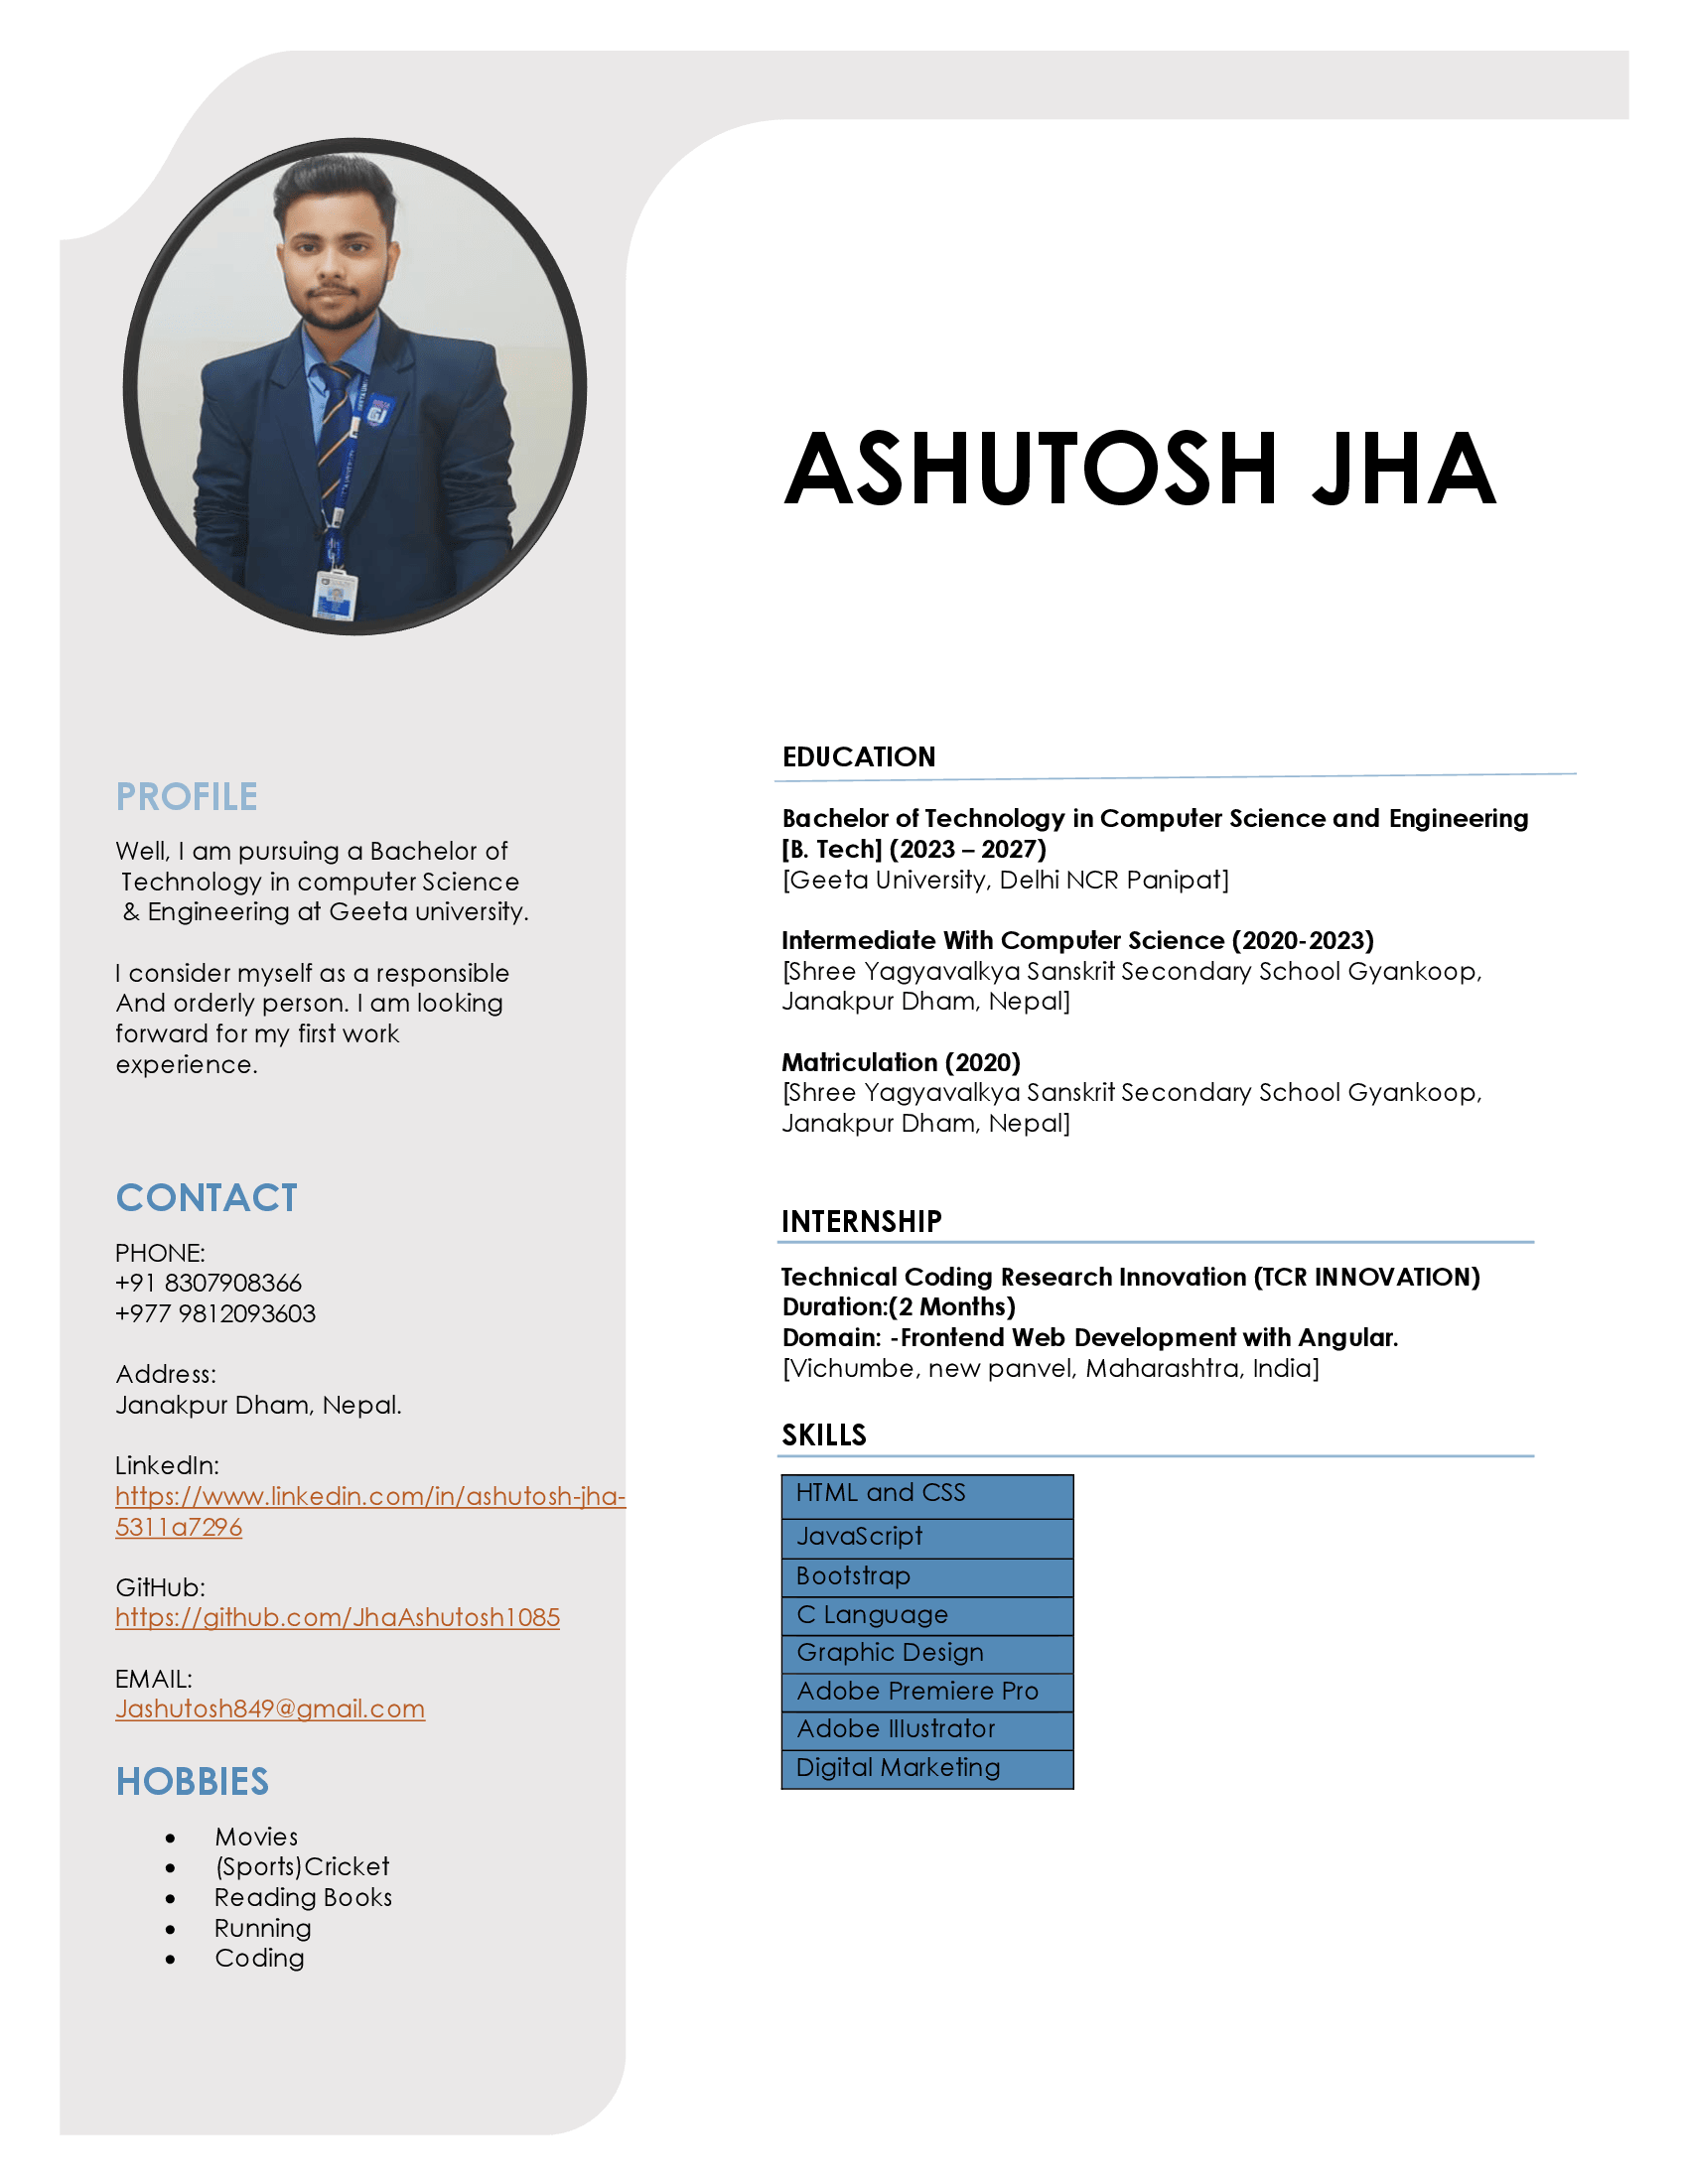 ASHUTOSH JHA
PROFILE
Well, I am pursuing a Bachelor of
Technology in computer Science
& Engineering at Geeta university.
I consider myself as a responsible
And orderly person. I am looking
forward for my first work
experience.
CONTACT
PHONE:
+91 8307908366
+977 9812093603
Address:
Janakpur Dham, Nepal.
LinkedIn:
https://www.linkedin.com/in/ashutosh-jha-
5311a7296
GitHub:
https://github.com/JhaAshutosh1085
EMAIL:
Jashutosh849@gmail.com
HOBBIES
• Movies
• (Sports)Cricket
• Reading Books
• Running
• Coding
EDUCATION
Bachelor of Technology in Computer Science and Engineering
[B. Tech] (2023 – 2027)
[Geeta University, Delhi NCR Panipat]
Intermediate With Computer Science (2020-2023)
[Shree Yagyavalkya Sanskrit Secondary School Gyankoop,
Janakpur Dham, Nepal]
Matriculation (2020)
[Shree Yagyavalkya Sanskrit Secondary School Gyankoop,
Janakpur Dham, Nepal]
INTERNSHIP
Technical Coding Research Innovation (TCR INNOVATION)
Duration:(2 Months)
Domain: -Frontend Web Development with Angular.
[Vichumbe, new panvel, Maharashtra, India]
SKILLS
HTML and CSS
JavaScript
Bootstrap
C Language
Graphic Design
Adobe Premiere Pro
Adobe Illustrator
Digital Marketing